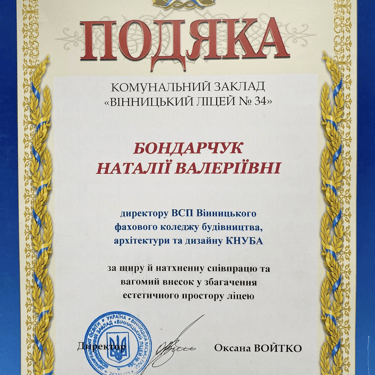 ПОДЯКА
КОМУНАЛЬНИЙ ЗАКЛАД
«ВІННИЦЬКИЙ ЛІЦЕЙ № 34»
БОНДАРЧУК
НАТАЛІЇ ВАЛЕРІЇВНІ
директору ВСП Вінницького
фахового коледжу будівництва,
архітектури та дизайну КНУБА
за щиру й натхненну співпрацю та
вагомий внесок у збагачення
естетичного простору ліцею
Директор
Оксана ВОЙТКО